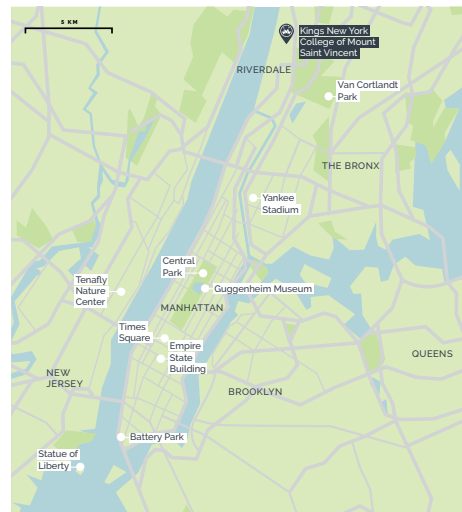 5 KM
Kings New York
College of Mount
Saint Vincent
RIVERDALE
Van Cortlandt
Park
THE BRONX
Yankee
Stadium
Central
Park
Tenafly
Nature
Center
Guggenheim Museum
MANHATTAN
Times
Square
Empire
State
Building
QUEENS
NEW
JERSEY
BROOKLYN
Battery Park
Statue of
Liberty